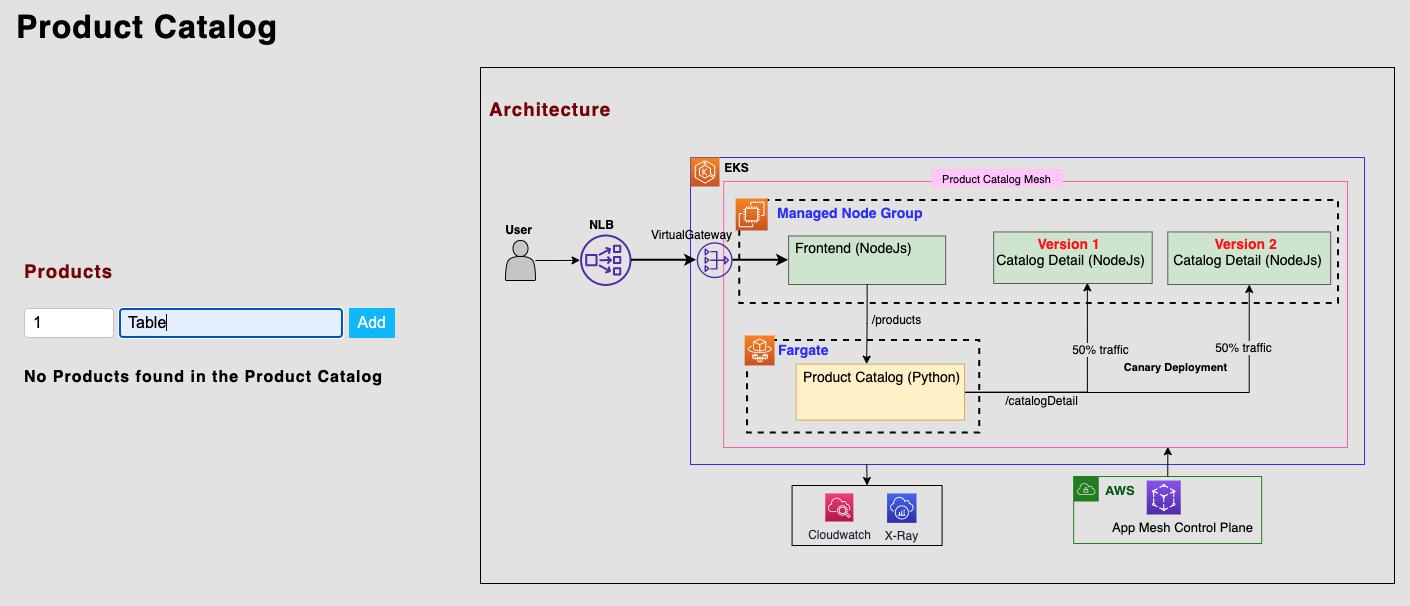 Product Catalog
Products
1
Table
Add
No Products found in the Product Catalog
Architecture
EKS
Product Catalog Mesh
Managed Node Group
User
NLB
VirtualGateway
Frontend (NodeJs)
Version 1
Catalog Detail (NodeJs)
Version 2
Catalog Detail (NodeJs)
/products
Fargate
50% traffic
50% traffic
Canary Deployment
Product Catalog (Python)
/catalogDetail
Cloudwatch
X-Ray
AWS
App Mesh Control Plane